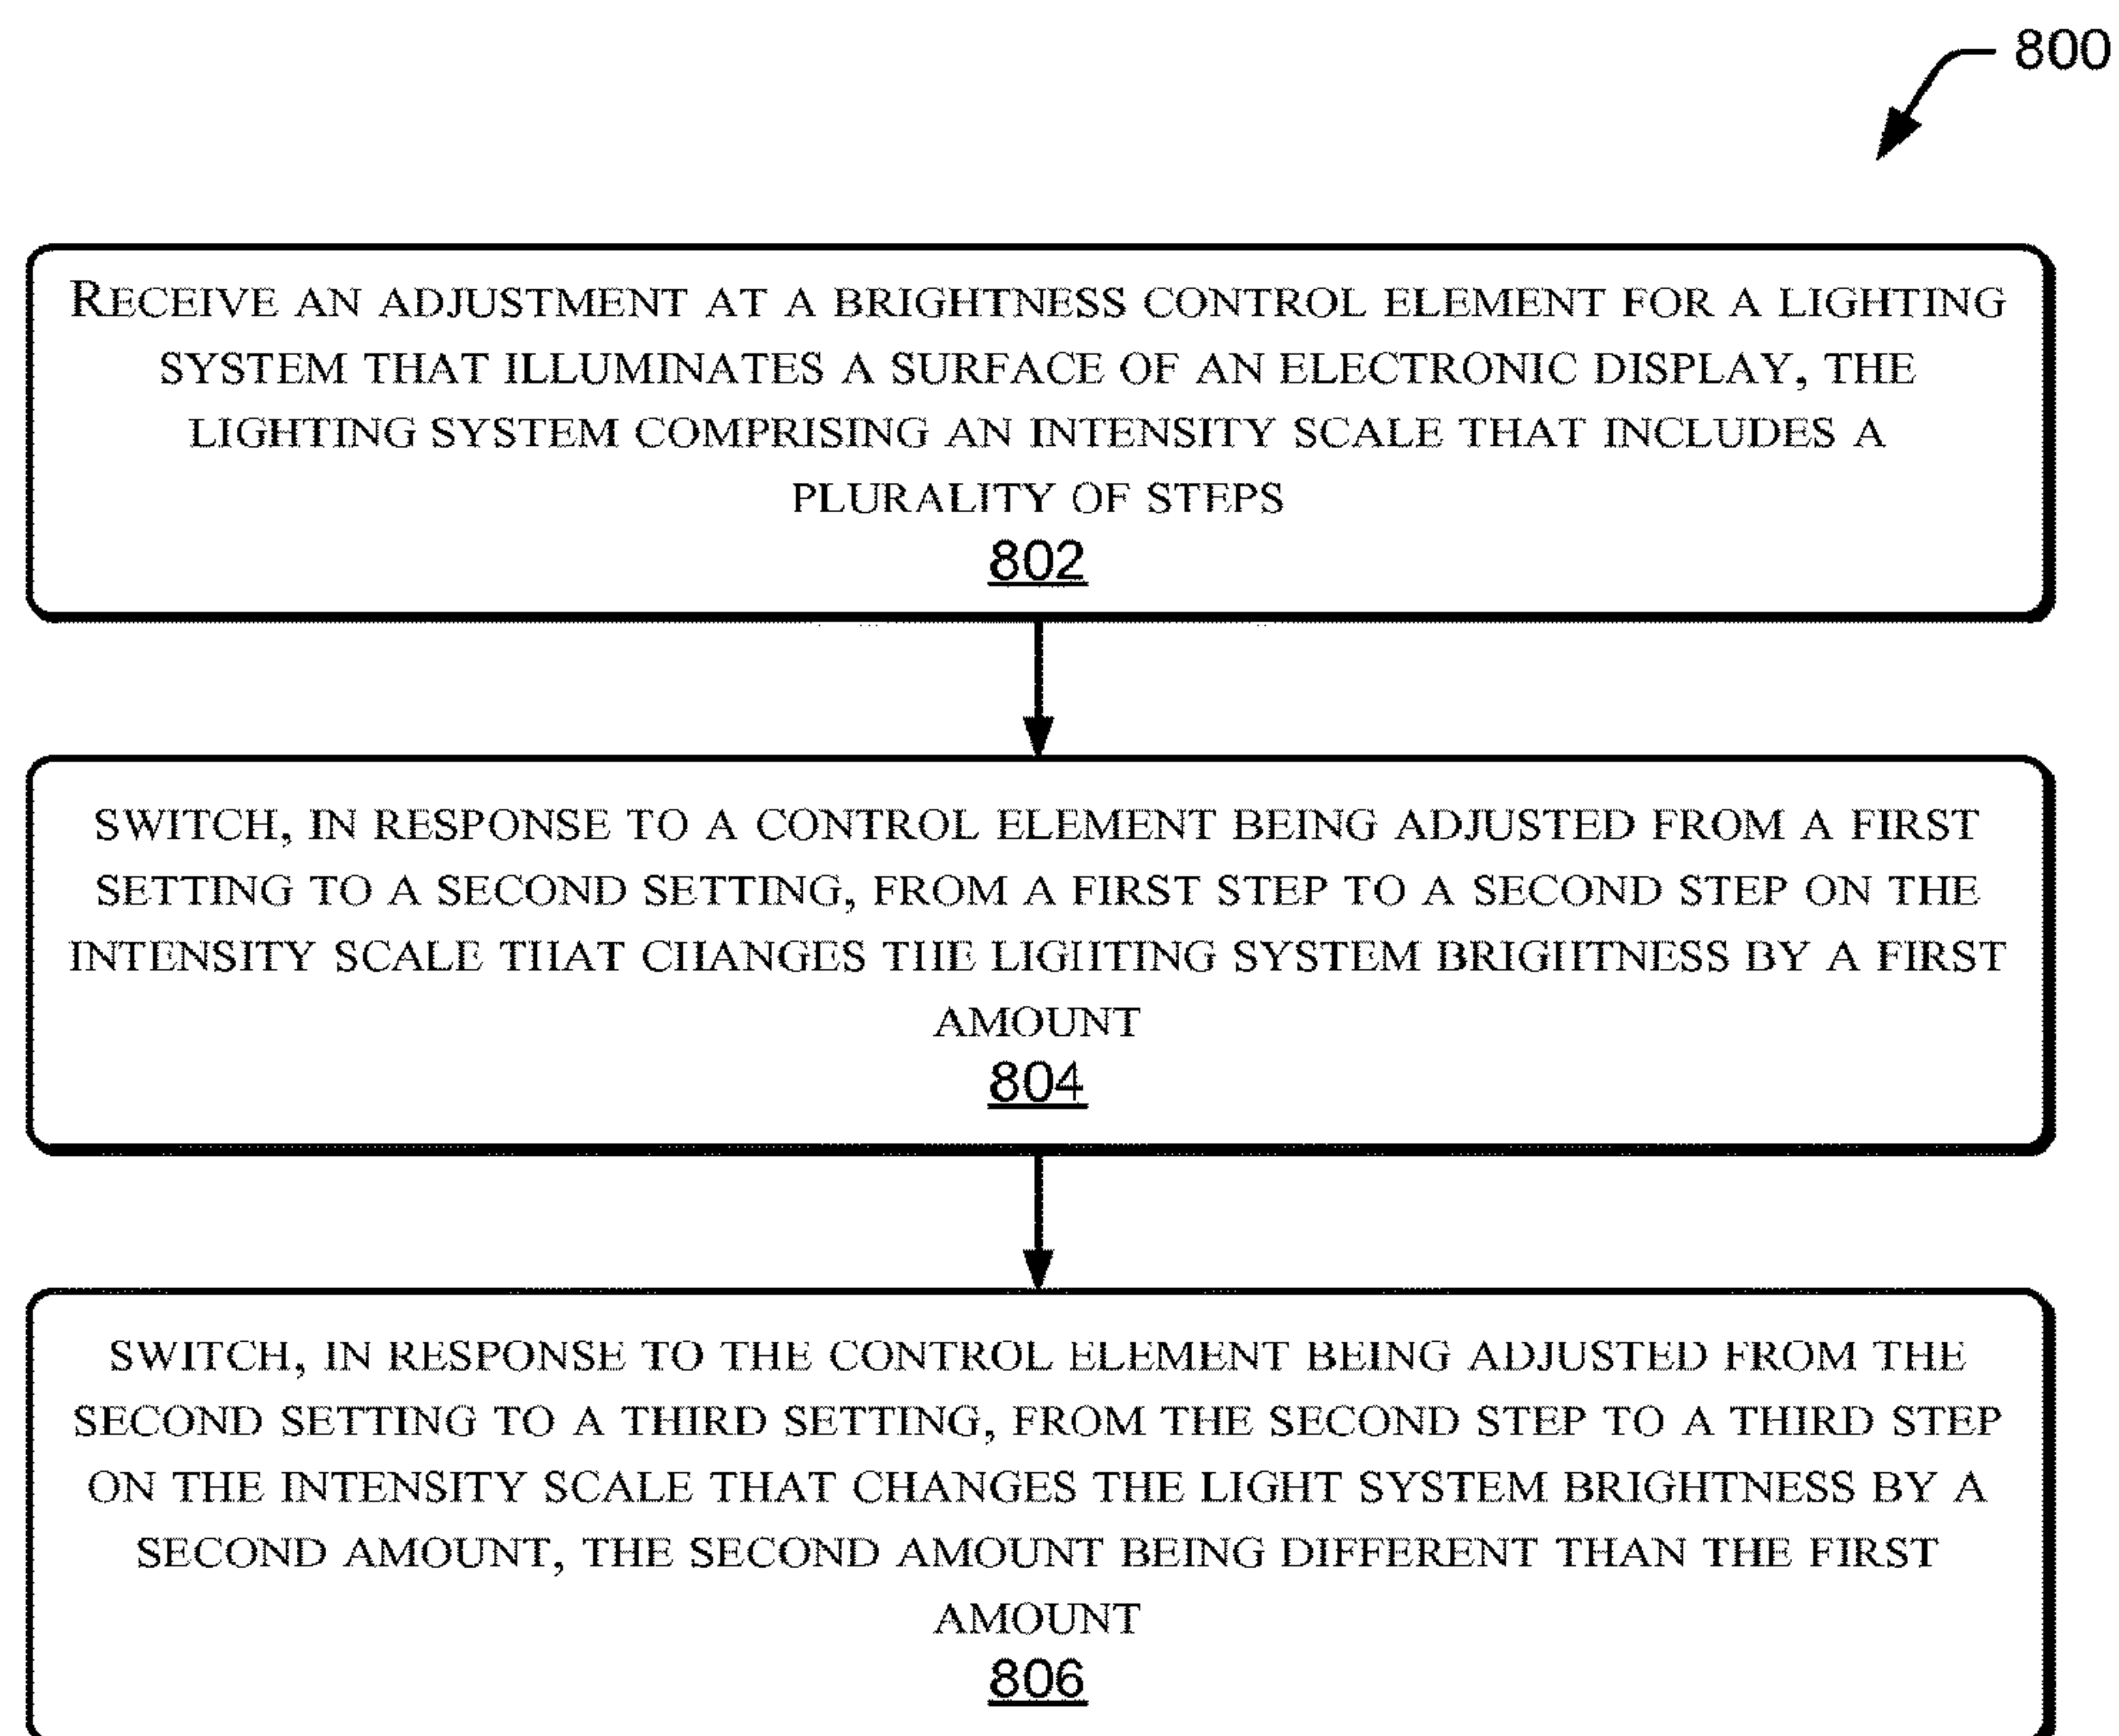 800
RECEIVE AN ADJUSTMENT AT A BRIGHTNESS CONTROL ELEMENT FOR A LIGHTING
SYSTEM THAT ILLUMINATES A SURFACE OF AN ELECTRONIC DISPLAY, THE
LIGHTING SYSTEM COMPRISING AN INTENSITY SCALE THAT INCLUDES A
PLURALITY OF STEPS
802
SWITCH, IN RESPONSE TO A CONTROL ELEMENT BEING ADJUSTED FROM A FIRST
SETTING TO A SECOND SETTING, FROM A FIRST STEP TO A SECOND STEP ON THE
INTENSITY SCALE THAT CHANGES THE LIGHTING SYSTEM BRIGHTNESS BY A FIRST
AMOUNT
804
SWITCH, IN RESPONSE TO THE CONTROL ELEMENT BEING ADJUSTED FROM THE
SECOND SETTING TO A THIRD SETTING, FROM THE SECOND STEP TO A THIRD STEP
ON THE INTENSITY SCALE THAT CHANGES THE LIGHT SYSTEM BRIGHTNESS BY A
SECOND AMOUNT, THE SECOND AMOUNT BEING DIFFERENT THAN THE FIRST
AMOUNT
806